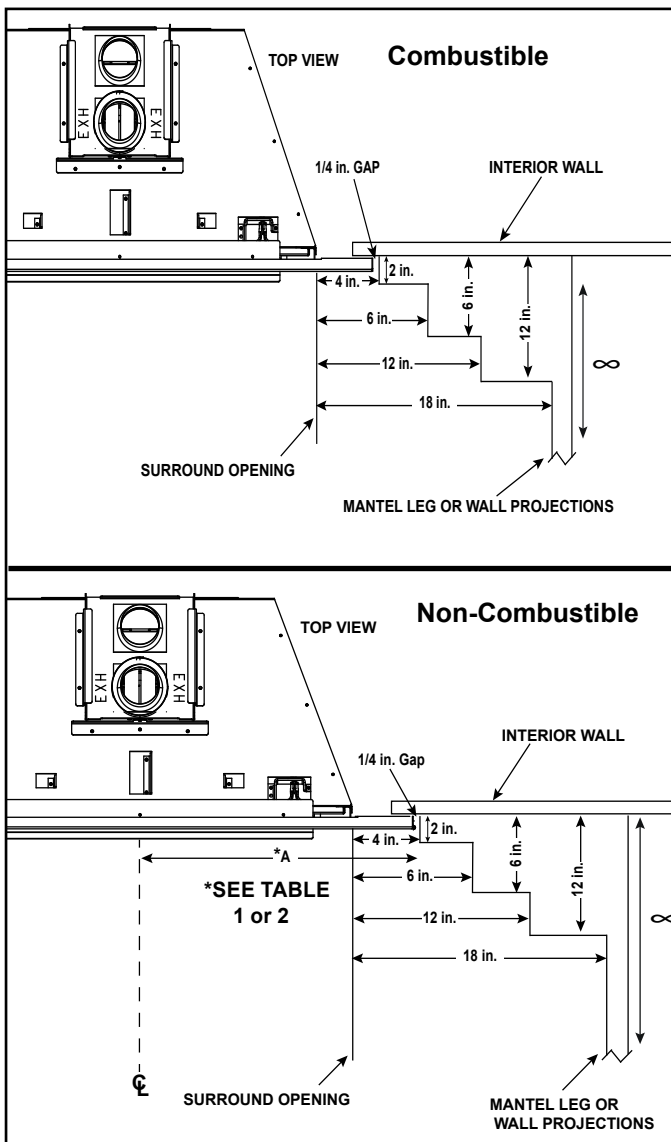 TOP VIEW
Combustible
EXH
EXH
1/4 in. GAP
INTERIOR WALL
2 in.
4 in.
6 in.
6 in.
12 in.
12 in.
18 in.
∞
SURROUND OPENING
MANTEL LEG OR WALL PROJECTIONS
TOP VIEW
Non-Combustible
EXH
EXH
1/4 in. Gap
INTERIOR WALL
2 in.
4 in.
*A
6 in.
*SEE TABLE
1 or 2
6 in.
12 in.
12 in.
18 in.
∞
℄
SURROUND OPENING
MANTEL LEG OR
WALL PROJECTIONS